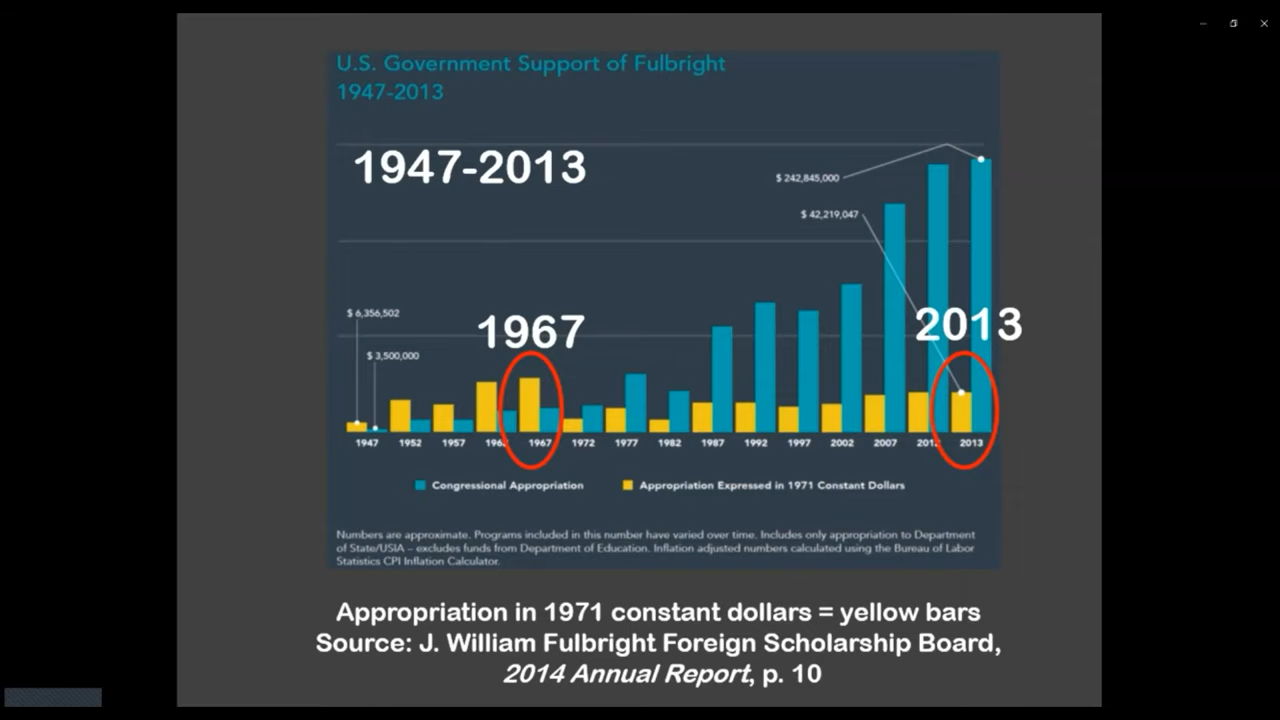 U.S. Government Support of Fulbright
1947-2013
1947-2013
$ 242,845,000
$ 42,219,047
$ 6,356,502
$ 3,500,000
1967
2013
1947 1952 1957 1967 1972 1977 1982 1987 1992 1997 2002 2007 2013
Congressional Appropriation Appropriation Expressed in 1971 Constant Dollars
Numbers are approximate. Programs included in this number have varied over time. Includes only appropriation to Department
of State/USIA – excludes funds from Department of Education. Inflation adjusted numbers calculated using the Bureau of Labor
Statistics CPI Inflation Calculator.
Appropriation in 1971 constant dollars = yellow bars
Source: J. William Fulbright Foreign Scholarship Board,
2014 Annual Report, p. 10